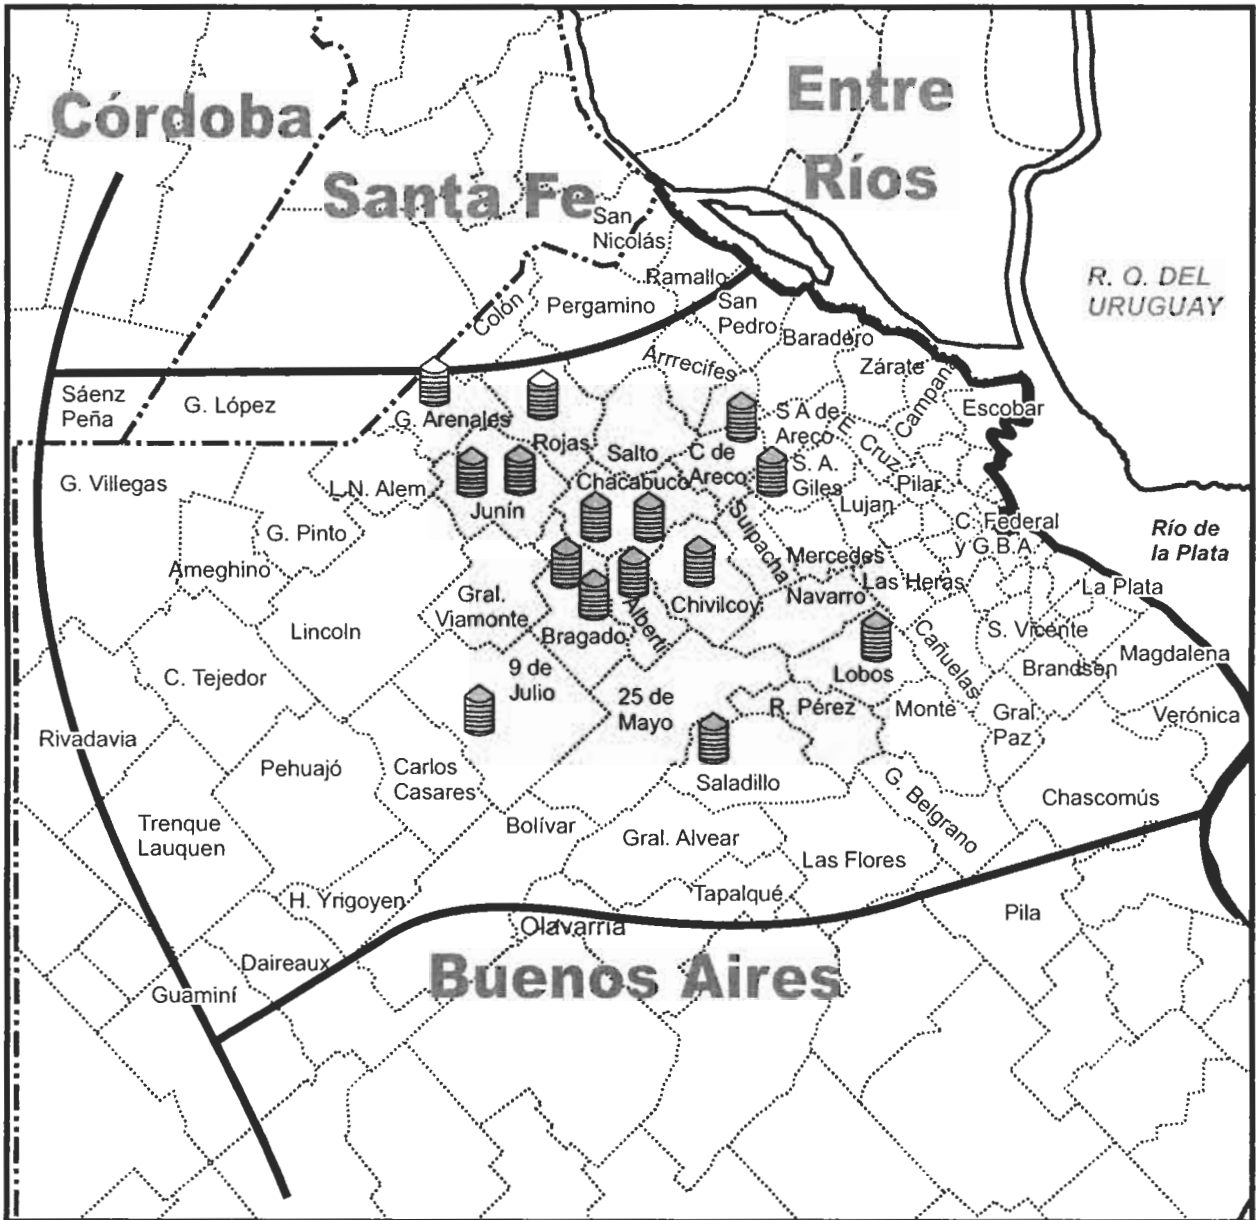 Córdoba
Entre
Ríos
Santa Fe
San
Nicolás
Ramallo
R. O. DEL
URUGUAY
Colón
Pergamino
San
Pedro
Baradero
Arrrecifes
Zárate
Campana
Escobar
Sáenz
Peña
G. López
G. Arenales
Rojas
Salto
C de
Areco
S A de
Areco
E. Cruz
S. A.
Giles
Pilar
G. Villegas
L.N. Alem
Junín
Chacabuco
Suipacha
Lujan
C. Federal
y G.B.A.
Río de
la Plata
G. Pinto
Ameghino
Mercedes
Las Heras
La Plata
Gral.
Viamonte
Lincoln
Bragado
Alberti
Chivilcoy
Navarro
Cañuelas
S. Vicente
Brandsen
Magdalena
C. Tejedor
9 de
Julio
25 de
Mayo
Lobos
R. Pérez
Monte
Gral.
Paz
Verónica
Rivadavia
Pehuajó
Carlos
Casares
Saladillo
G. Belgrano
Chascomús
Trenque
Lauquen
Bolívar
Gral. Alvear
Las Flores
H. Yrigoyen
Tapalqué
Pila
Olavarria
Daireaux
Guaminí
Buenos Aires